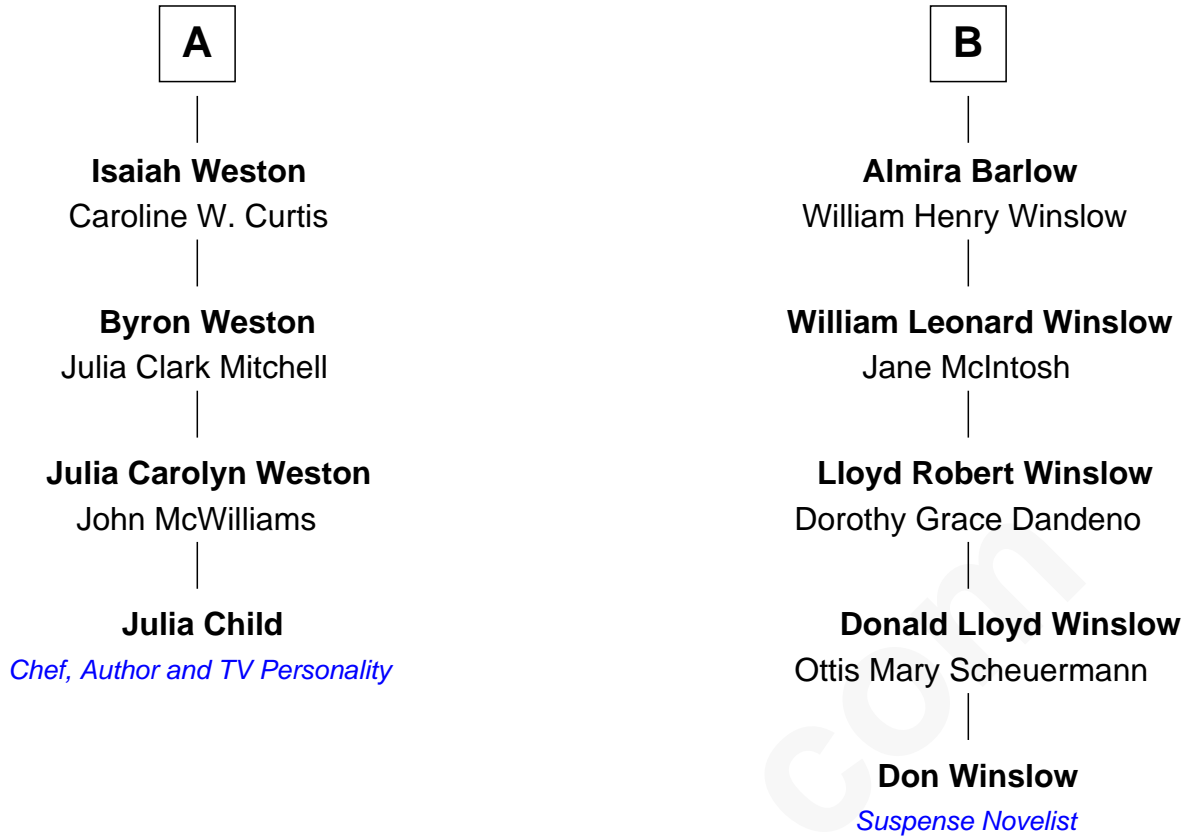 A
Isaiah Weston
Caroline W. Curtis
Byron Weston
Julia Clark Mitchell
Julia Carolyn Weston
John McWilliams
Julia Child
Chef, Author and TV Personality
B
Almira Barlow
William Henry Winslow
William Leonard Winslow
Jane McIntosh
Lloyd Robert Winslow
Dorothy Grace Dandeno
Donald Lloyd Winslow
Ottis Mary Scheuermann
Don Winslow
Suspense Novelist
com